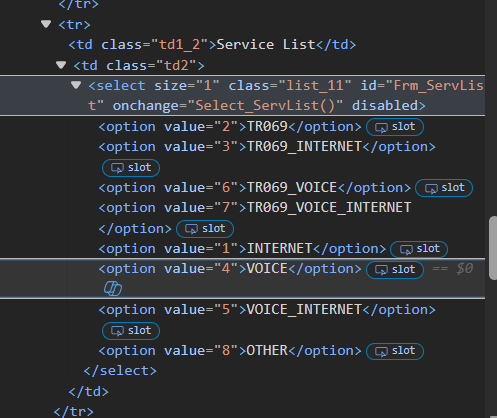 </tr>
▼<tr>
<td class="td1_2">Service List</td>
▼<td class="td2">
▼<select size="1" class="list_11" id="Frm_ServLis
t" onchange="Select_ServList()" disabled>
<option value="2">TR069</option> slot
<option value="3">TR069_INTERNET</option>
slot
<option value="6">TR069_VOICE</option> slot
<option value="7">TR069_VOICE_INTERNET
</option> slot
<option value="1">INTERNET</option> slot
<option value="4">VOICE</option> slot == $0
<option value="5">VOICE_INTERNET</option>
slot
<option value="8">OTHER</option> slot
</select>
</td>
</tr>